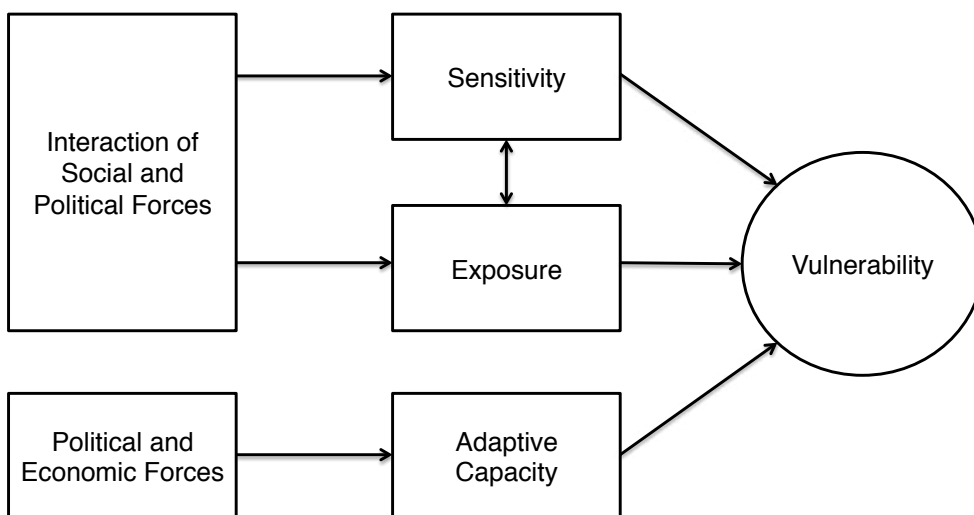 Interaction of
Social and
Political Forces
Sensitivity
Exposure
Vulnerability
Political and
Economic Forces
Adaptive
Capacity